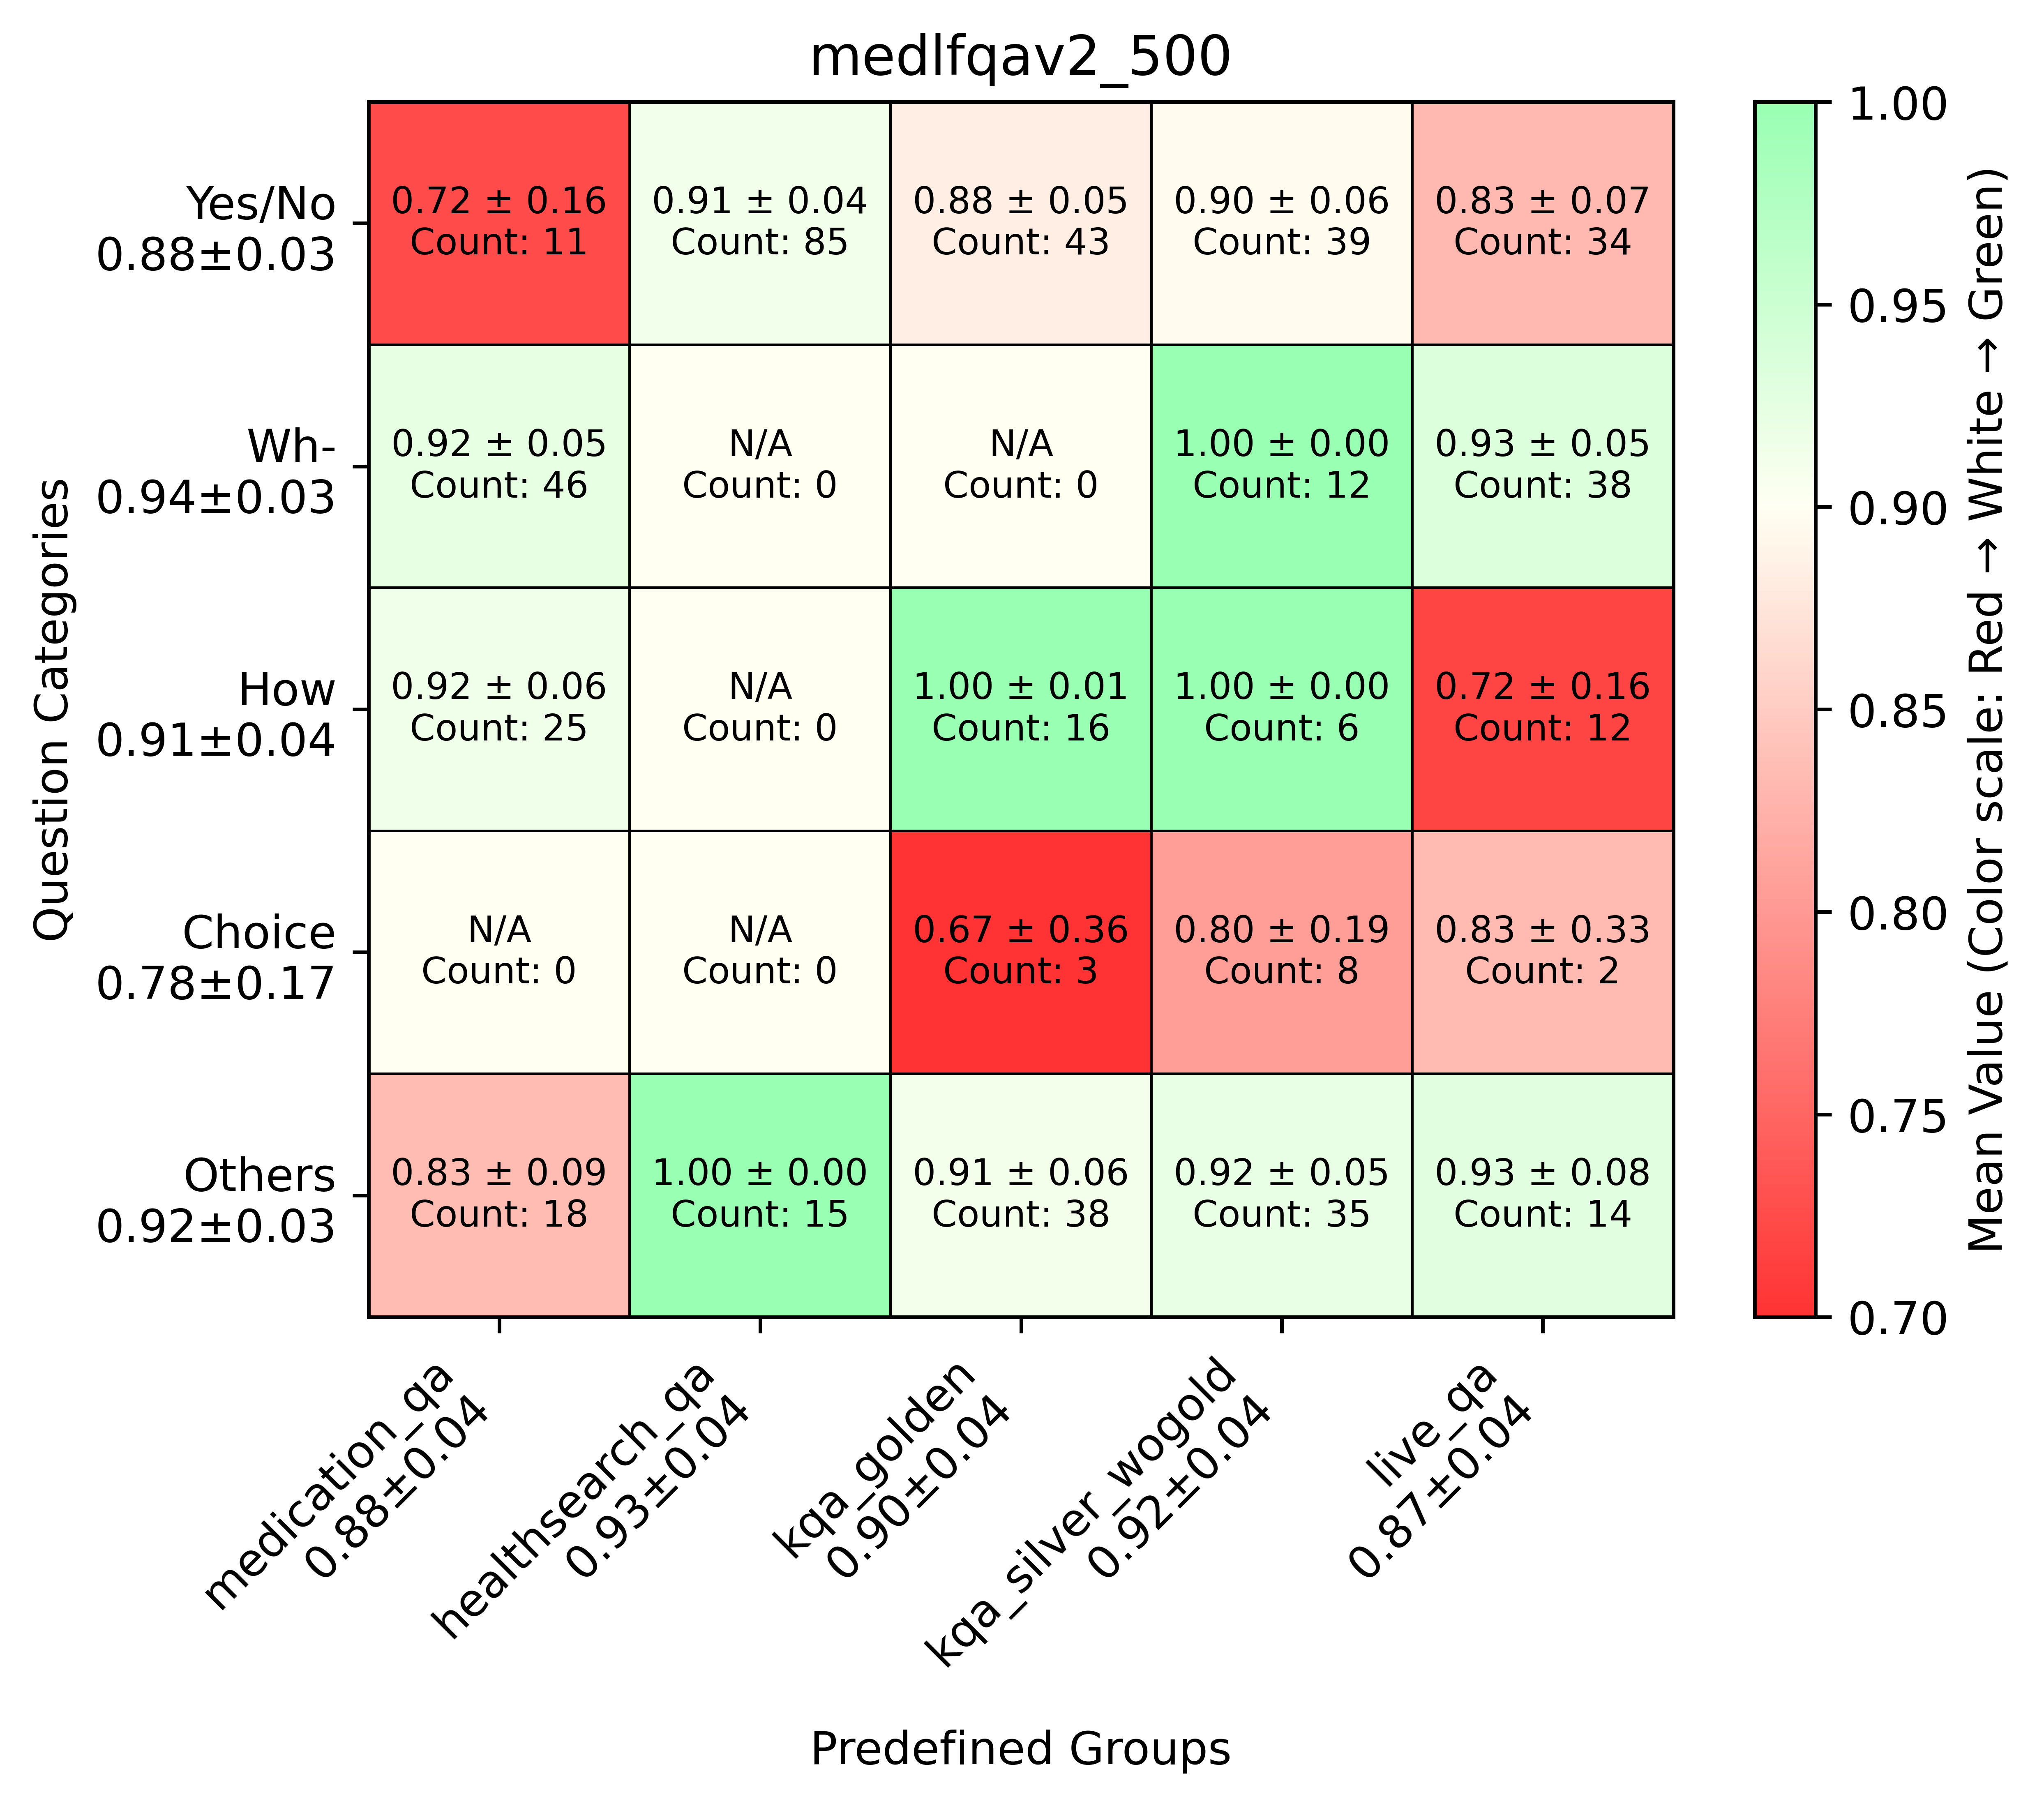 medlfqav2_500
Question Categories
Yes/No
0.88±0.03
0.72 ± 0.16
Count: 11
0.91 ± 0.04
Count: 85
0.88 ± 0.05
Count: 43
0.90 ± 0.06
Count: 39
0.83 ± 0.07
Count: 34
Wh-
0.94±0.03
0.92 ± 0.05
Count: 46
N/A
Count: 0
N/A
Count: 0
1.00 ± 0.00
Count: 12
0.93 ± 0.05
Count: 38
How
0.91±0.04
0.92 ± 0.06
Count: 25
N/A
Count: 0
1.00 ± 0.01
Count: 16
1.00 ± 0.00
Count: 6
0.72 ± 0.16
Count: 12
Choice
0.78±0.17
N/A
Count: 0
N/A
Count: 0
0.67 ± 0.36
Count: 3
0.80 ± 0.19
Count: 8
0.83 ± 0.33
Count: 2
Others
0.92±0.03
0.83 ± 0.09
Count: 18
1.00 ± 0.00
Count: 15
0.91 ± 0.06
Count: 38
0.92 ± 0.05
Count: 35
0.93 ± 0.08
Count: 14
medication_qa
0.88±0.04
healthsearch_qa
0.93±0.04
kqa_golden
0.90±0.04
kqa_silver_wogold
0.92±0.04
live_qa
0.87±0.04
Predefined Groups
1.00
0.95
0.90
0.85
0.80
0.75
0.70
Mean Value (Color scale: Red → White → Green)